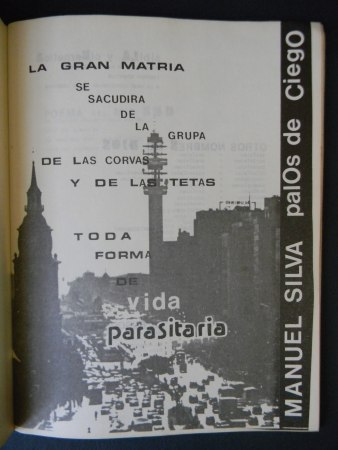 LA GRAN MATRIA
SE
SACUDIRA
DE
LA
GRUPA
DE LAS CORVAS
Y DE LAS TETAS
TODA
FORMA
DE
vida
paraSitaria
MANUEL SILVA palOs de CiegO